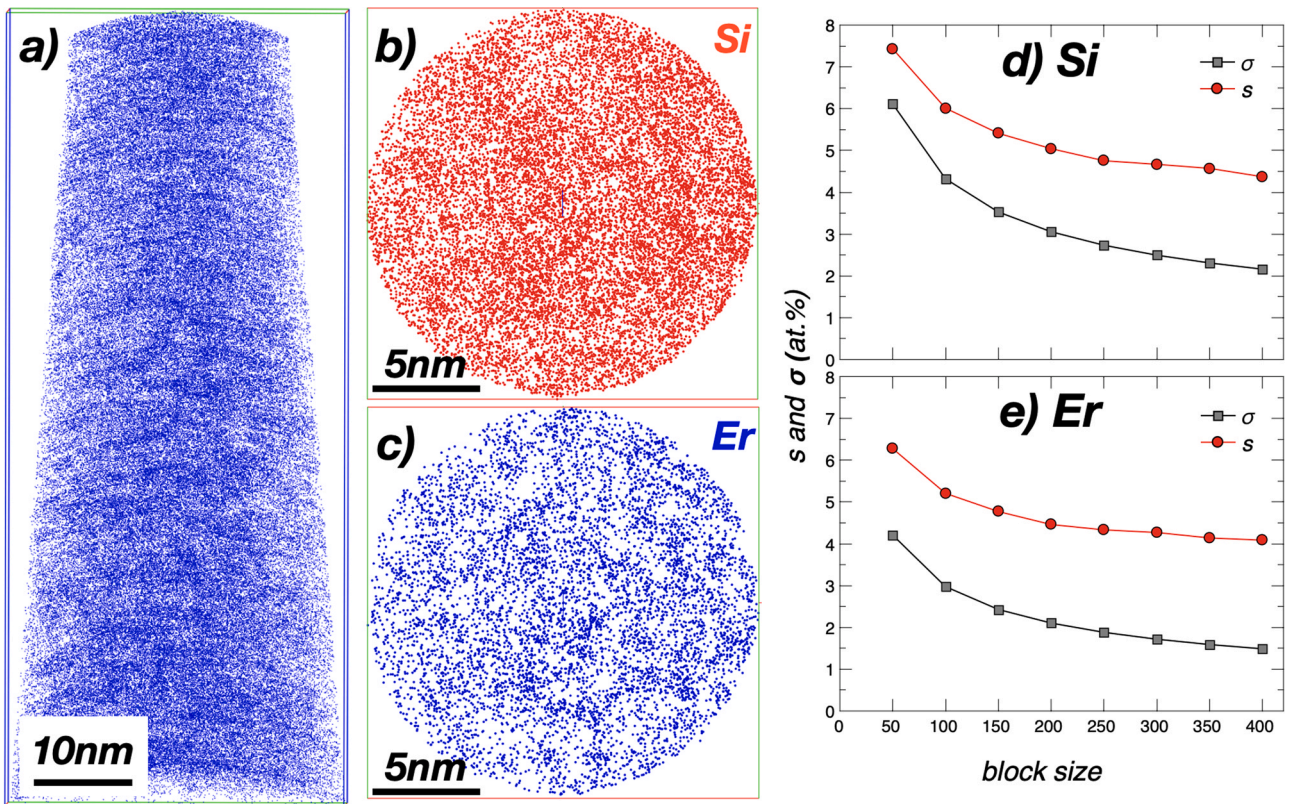 a)
10nm
b)
Si
5nm
c)
Er
5nm
s and σ (at.%)
d) Si
σ
s
8
7
6
5
4
3
2
1
0
e) Er
σ
s
8
7
6
5
4
3
2
1
0
0 50 100 150 200 250 300 350 400
block size